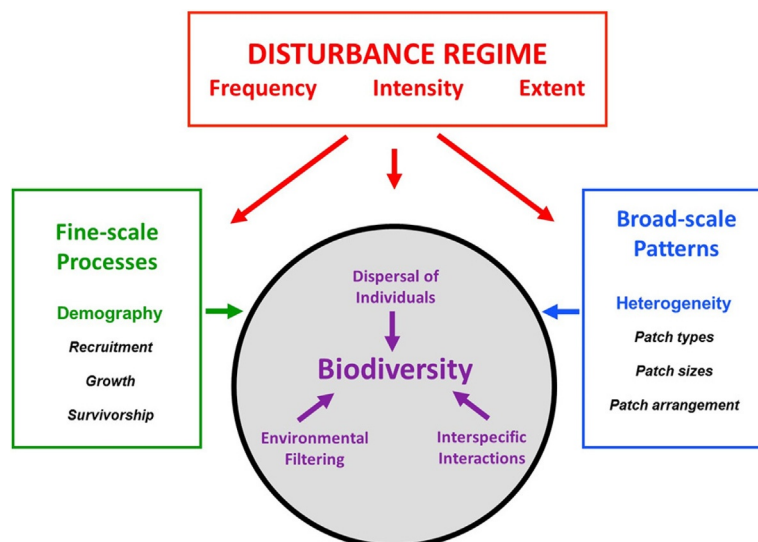 DISTURBANCE REGIME
Frequency Intensity Extent
Fine-scale
Processes
Demography
Recruitment
Growth
Survivorship
Dispersal of
Individuals
Biodiversity
Environmental
Filtering
Interspecific
Interactions
Broad-scale
Patterns
Heterogeneity
Patch types
Patch sizes
Patch arrangement